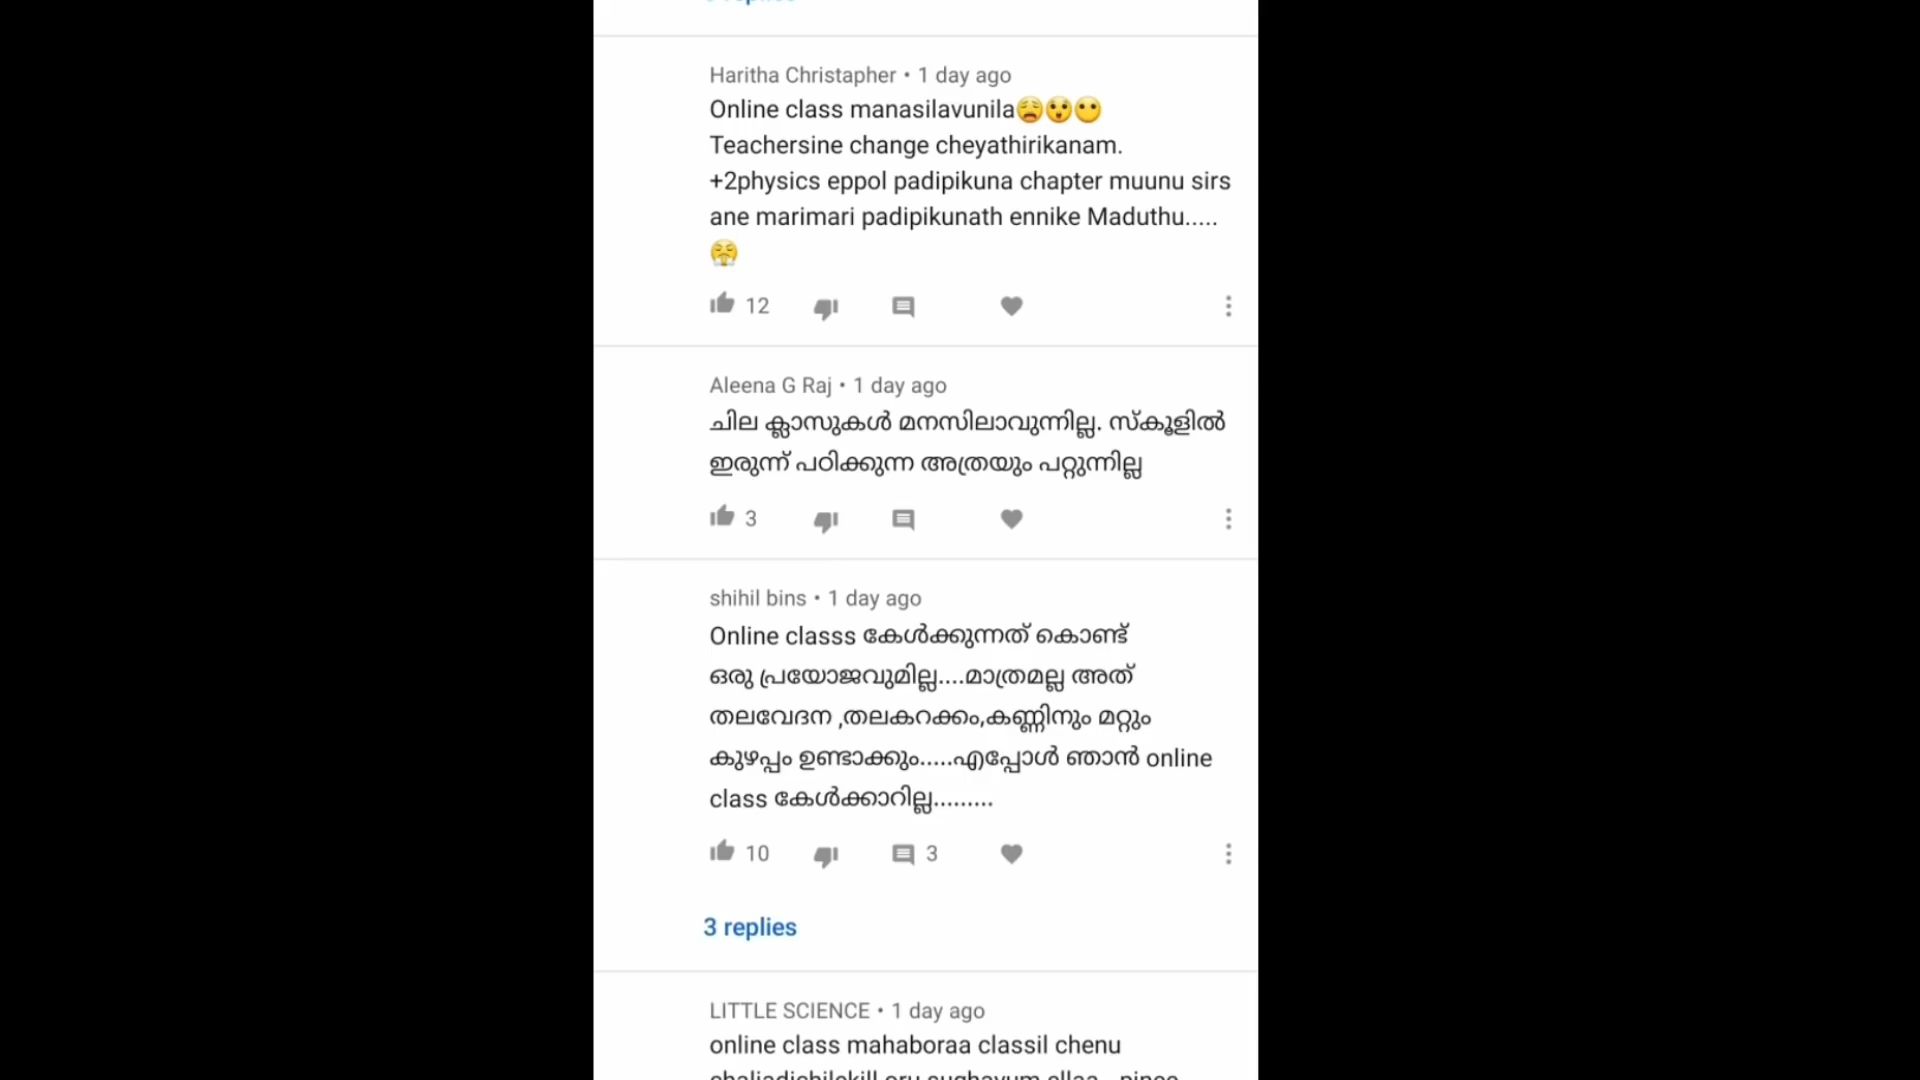 Haritha Christapher • 1 day ago
Online class manasilavunila😩😲😶
Teachersine change cheyathirikanam.
+2physics eppol padipikuna chapter muunu sirs
ane marimari padipikunath ennike Maduthu.....
😤
12
Aleena G Raj • 1 day ago
ചില ക്ലാസുകൾ മനസിലാവുന്നില്ല. സ്കൂളിൽ
ഇരുന്ന് പഠിക്കുന്ന അത്രയും പറ്റുന്നില്ല
3
shihil bins • 1 day ago
Online classs കേൾക്കുന്നത് കൊണ്ട്
ഒരു പ്രയോജവുമില്ല....മാത്രമല്ല അത്
തലവേദന ,തലകറക്കം,കണ്ണിനും മറ്റും
കുഴപ്പം ഉണ്ടാക്കും.....എപ്പോൾ ഞാൻ online
class കേൾക്കാറില്ല.........
10 3
3 replies
LITTLE SCIENCE • 1 day ago
online class mahaboraa classil chenu